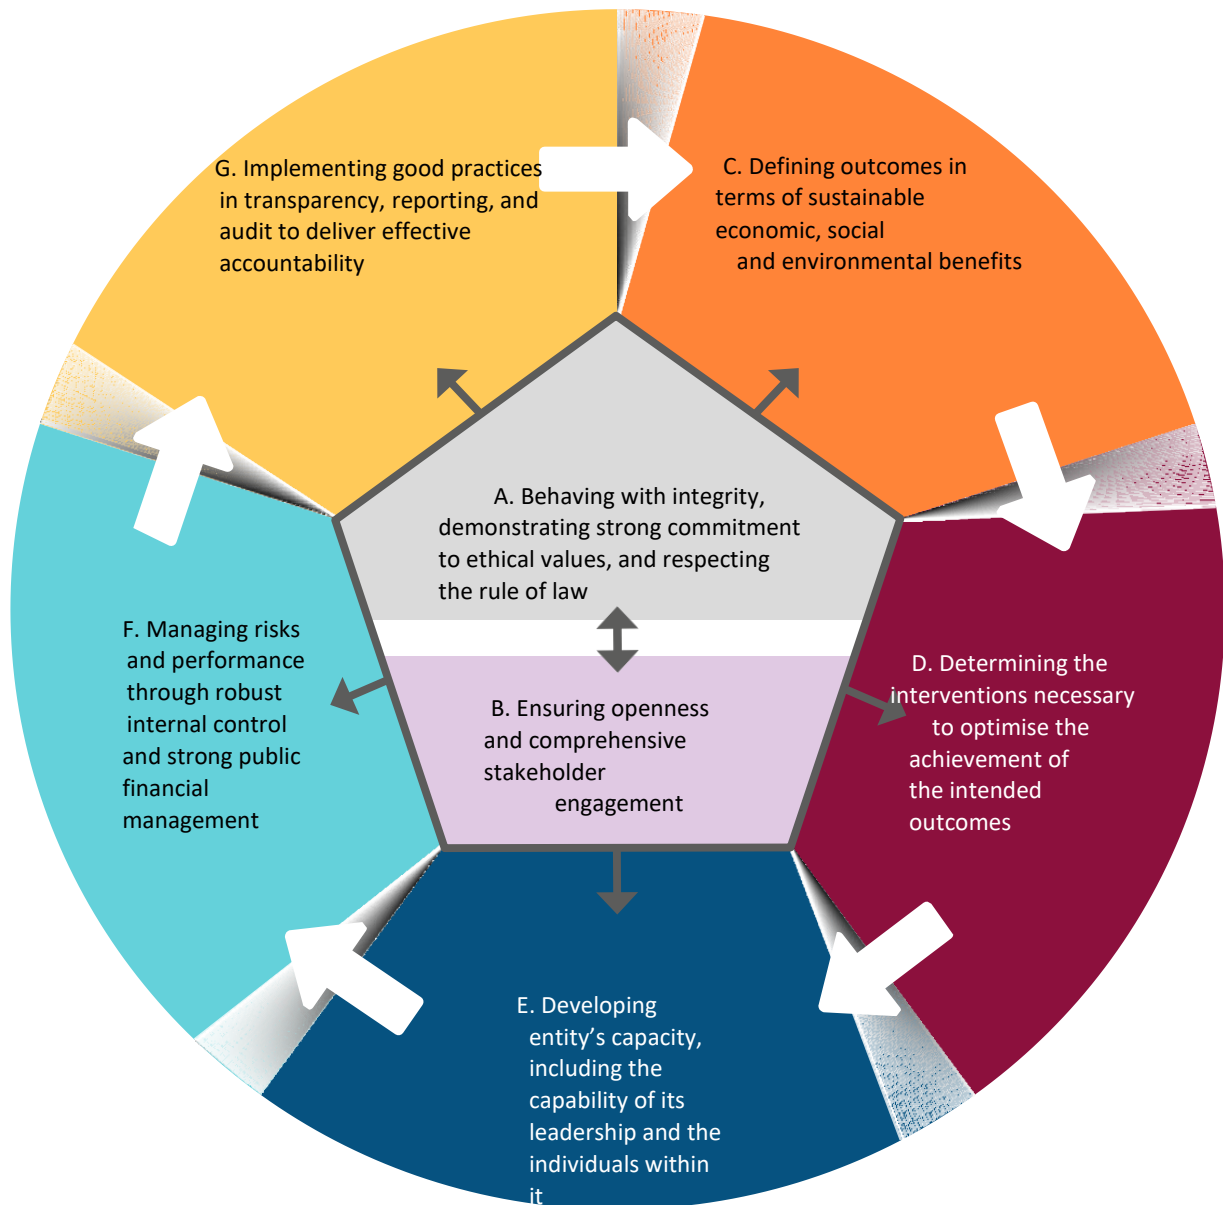 G. Implementing good practices
in transparency, reporting, and
audit to deliver effective
accountability
C. Defining outcomes in
terms of sustainable
economic, social
and environmental benefits
A. Behaving with integrity,
demonstrating strong commitment
to ethical values, and respecting
the rule of law
F. Managing risks
and performance
through robust
internal control
and strong public
financial
management
B. Ensuring openness
and comprehensive
stakeholder
engagement
D. Determining the
interventions necessary
to optimise the
achievement of
the intended
outcomes
E. Developing
entity’s capacity,
including the
capability of its
leadership and the
individuals within
it